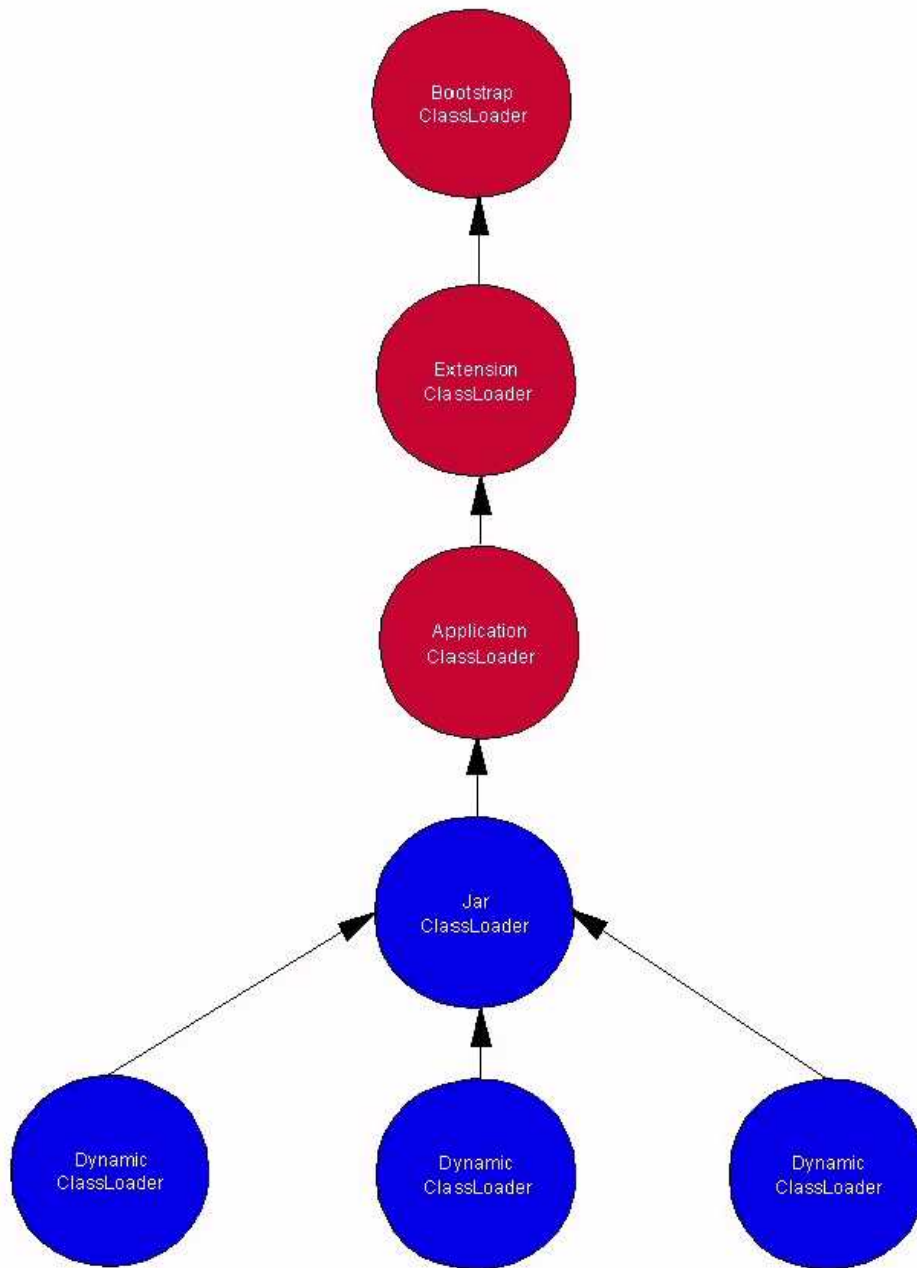 Bootstrap
ClassLoader
Extension
ClassLoader
Application
ClassLoader
Jar
ClassLoader
Dynamic
ClassLoader
Dynamic
ClassLoader
Dynamic
ClassLoader